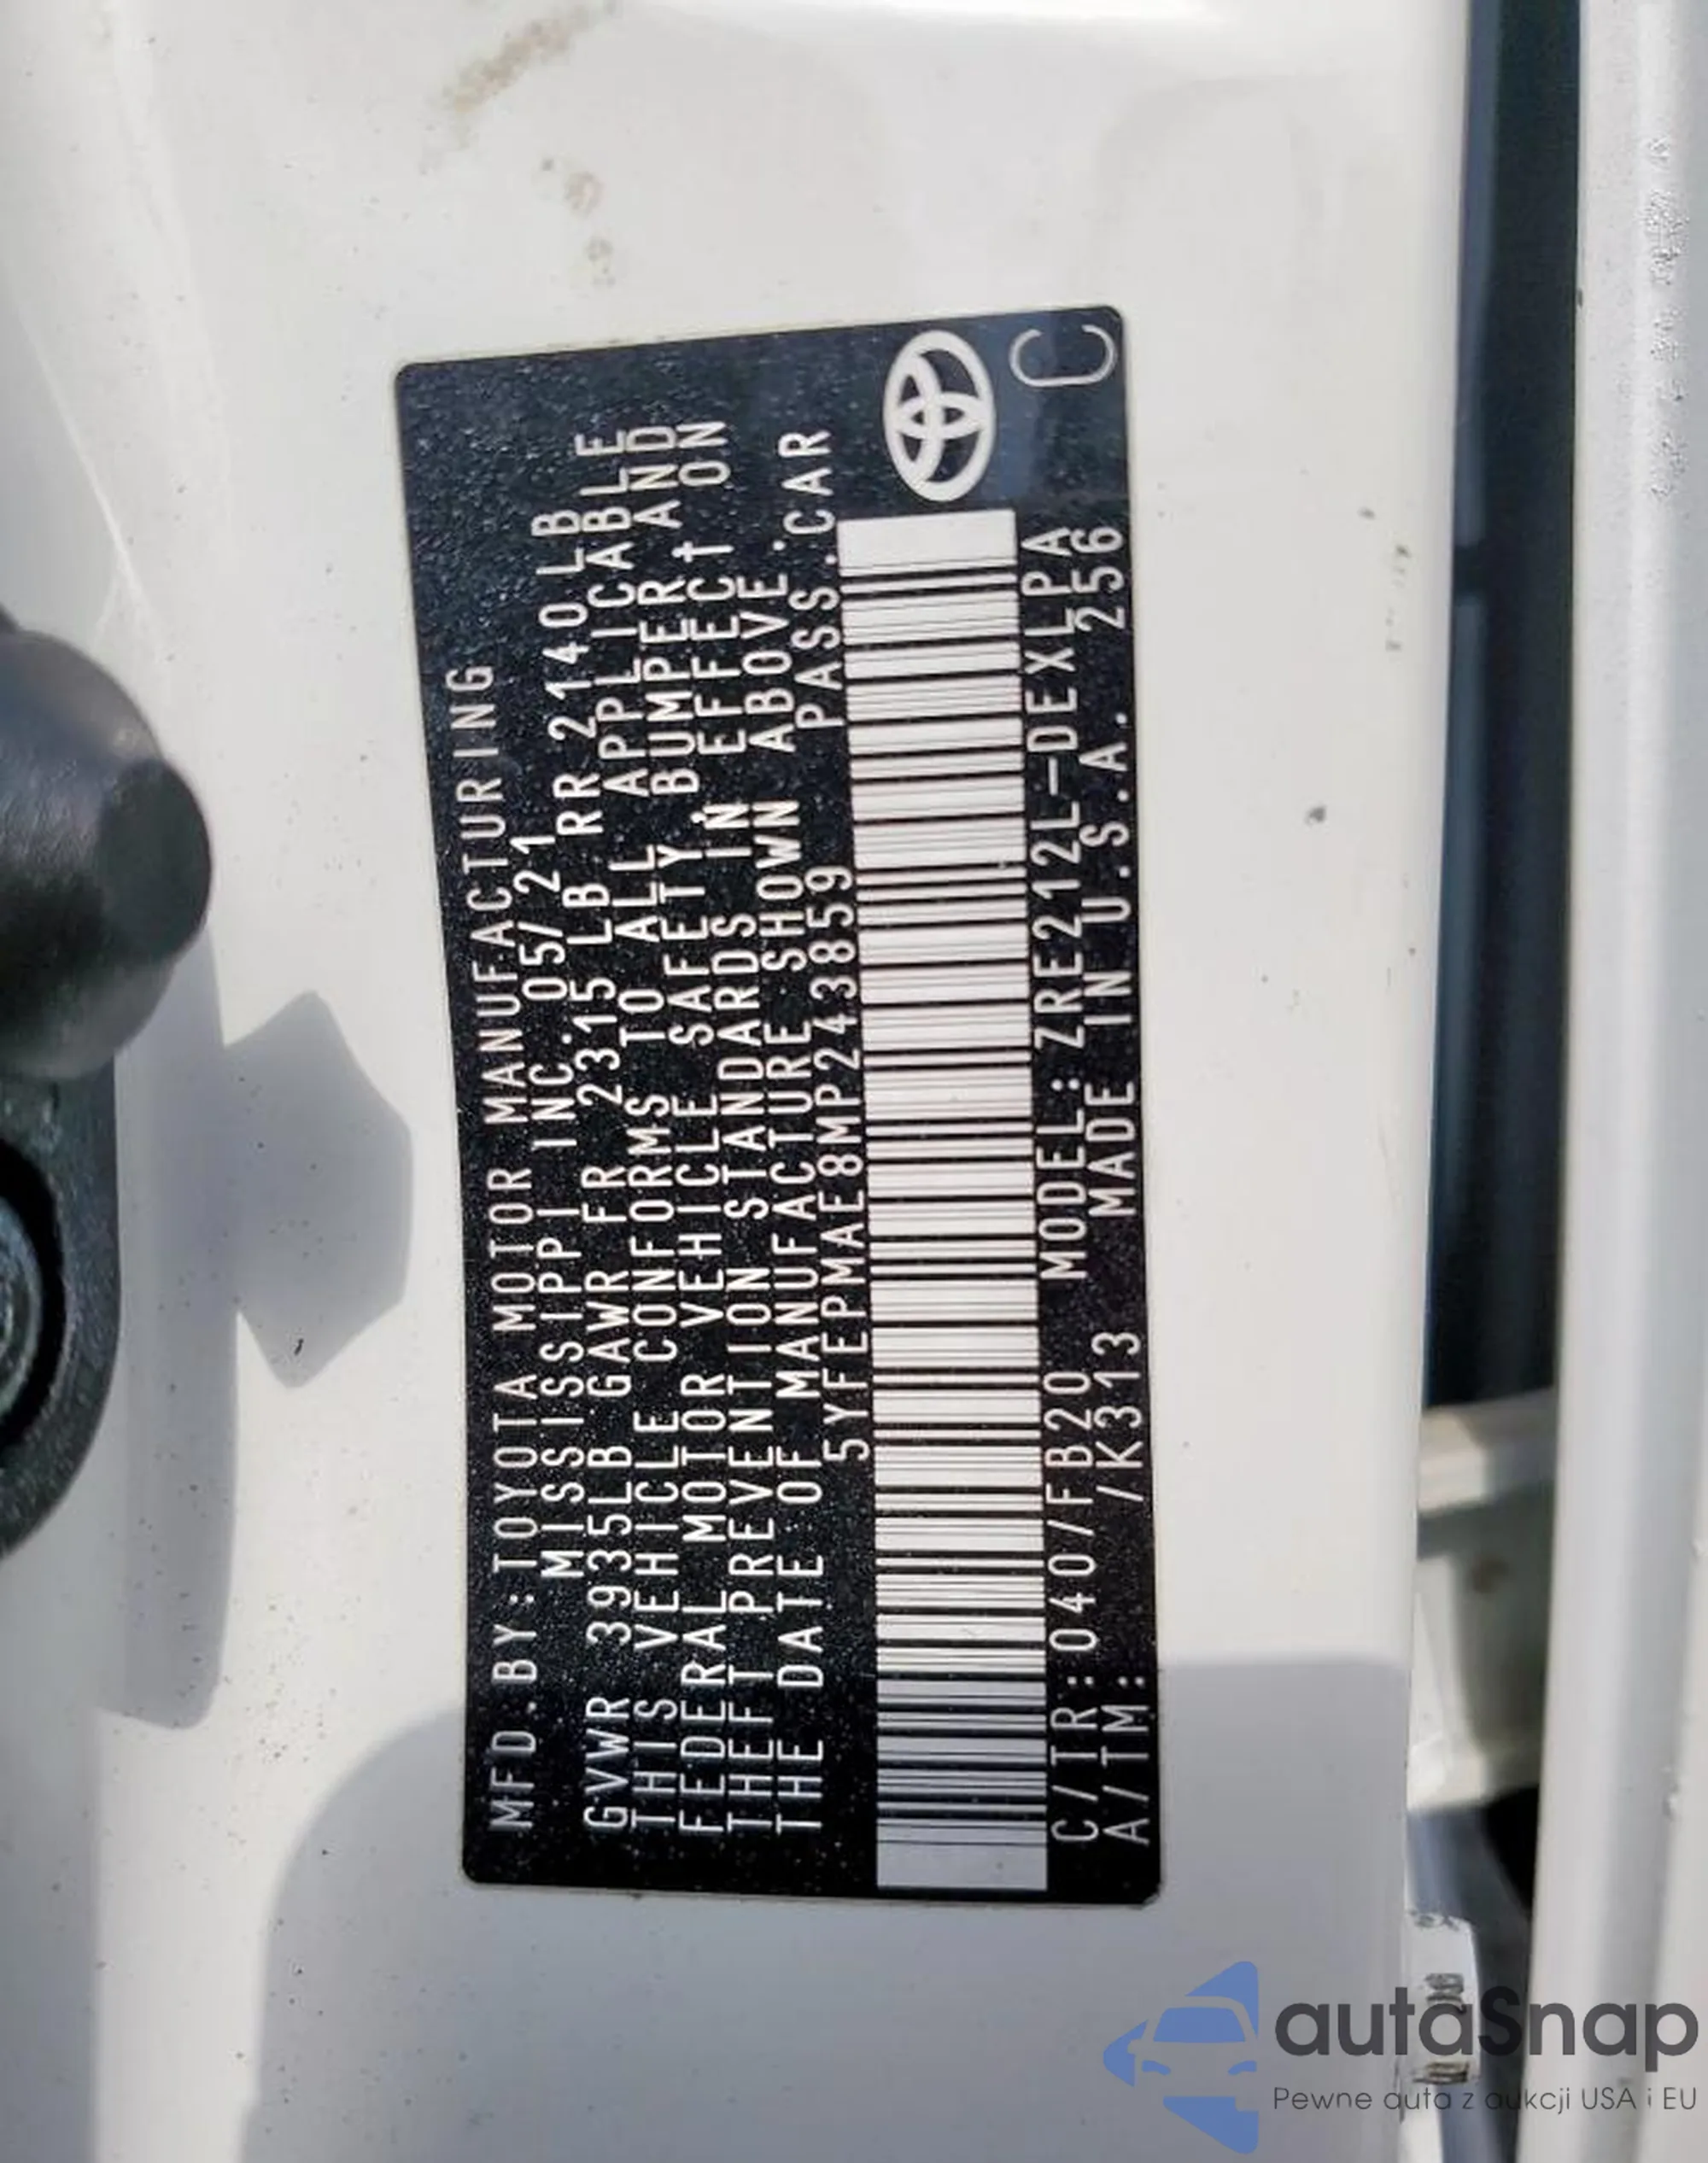 MFD.BY:TOYOTA MOTOR MANUFACTURING
MISSISSIPPI INC. 05/21
GVWR 3935LB GAWR FR 2315 LB RR 2140LB
THIS VEHICLE CONFORMS TO ALL APPLICABLE
FEDERAL MOTOR VEHICLE SAFETY BUMPER AND
THEFT PREVENTION STANDARDS IN EFFECT ON
THE DATE OF MANUFACTURE SHOWN ABOVE.
5YFEPMAE8MP243859 PASS.CAR
C/TR:040/FB20 MODEL:ZRE212L-DEXLPA
A/TM: /K313 MADE IN U.S.A. 256
C
autaSnap
Pewne auta z aukcji USA i EU